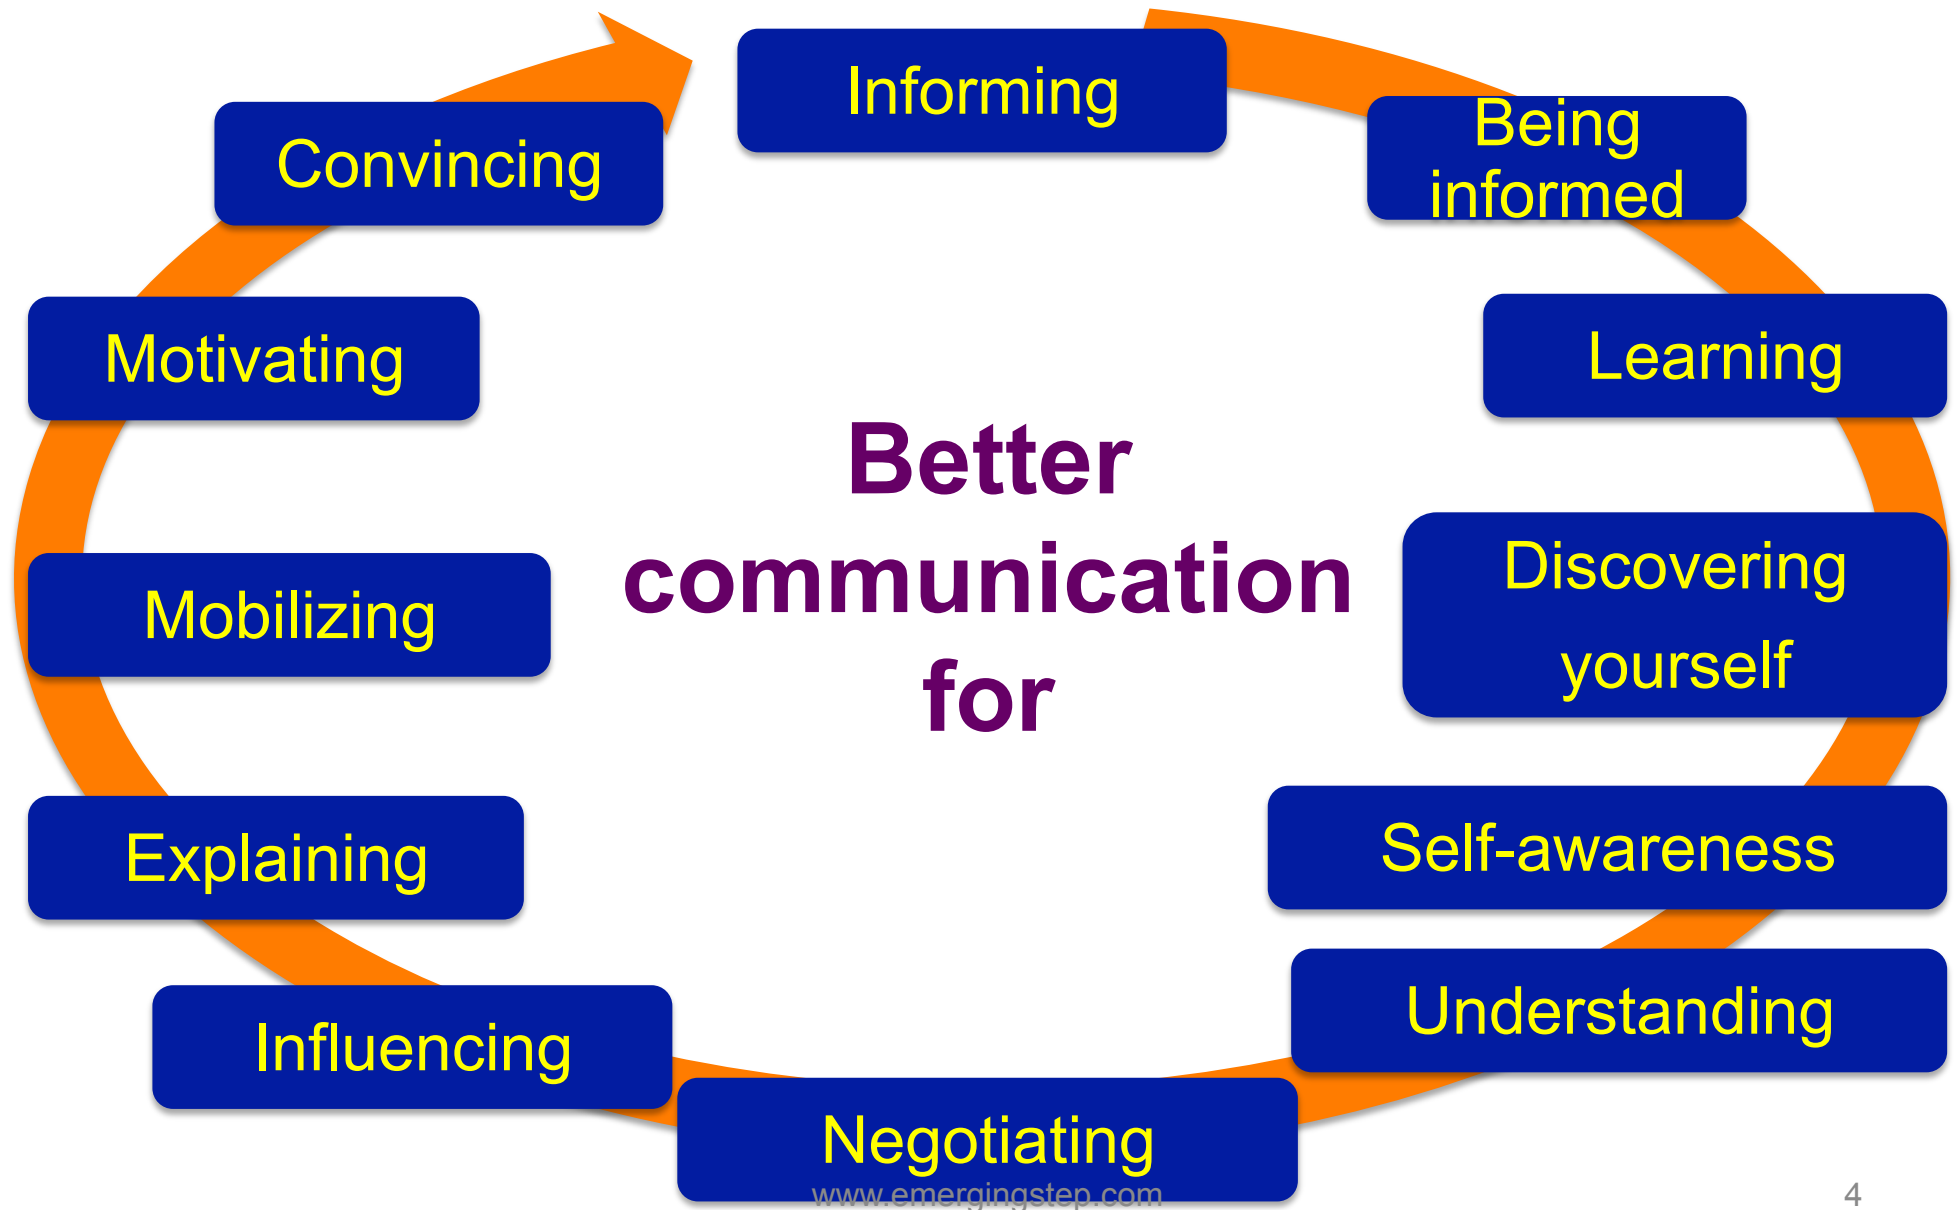 Informing
Being
informed
Learning
Discovering
yourself
Self-awareness
Understanding
Negotiating
Influencing
Explaining
Mobilizing
Motivating
Convincing
Better
communication
for
www.emergingstep.com
4